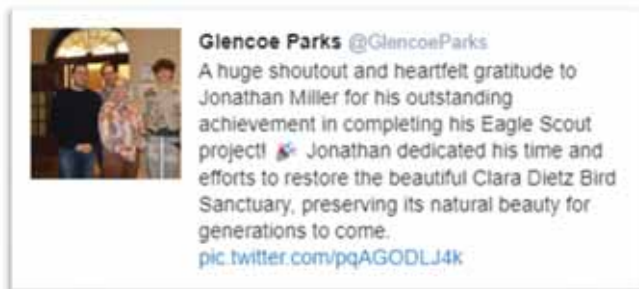 Glencoe Parks @GlencoeParks
A huge shoutout and heartfelt gratitude to
Jonathan Miller for his outstanding
achievement in completing his Eagle Scout
project! 🎉 Jonathan dedicated his time and
efforts to restore the beautiful Clara Dietz Bird
Sanctuary, preserving its natural beauty for
generations to come.
pic.twitter.com/pqAGODLJ4k